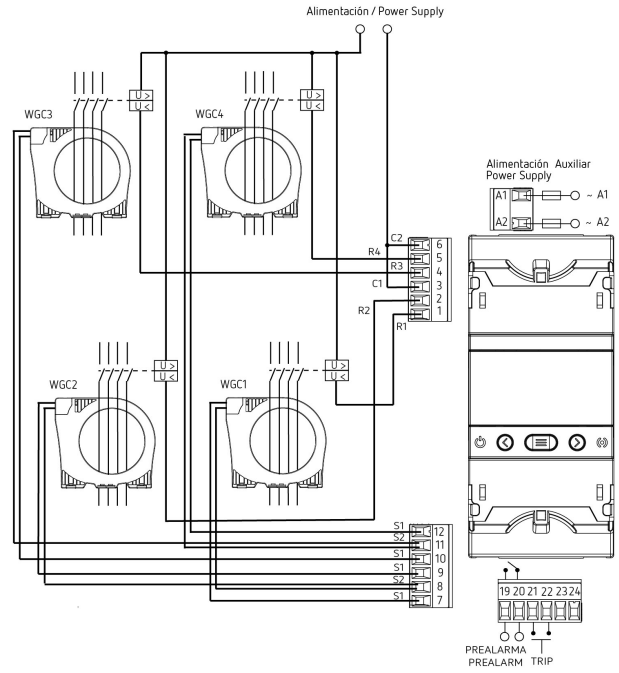 Alimentación / Power Supply
WGC3
U >
U <
WGC4
U >
U <
Alimentación Auxiliar
Power Supply
A1
~ A1
A2
~ A2
C2
6
R4
5
R3
4
C1
3
R2
2
R1
1
WGC2
U >
U <
WGC1
U >
U <
S1
12
S2
11
S1
10
S1
9
S2
8
S1
7
19 20 21 22 23 24
PREALARMA
PREALARM
TRIP